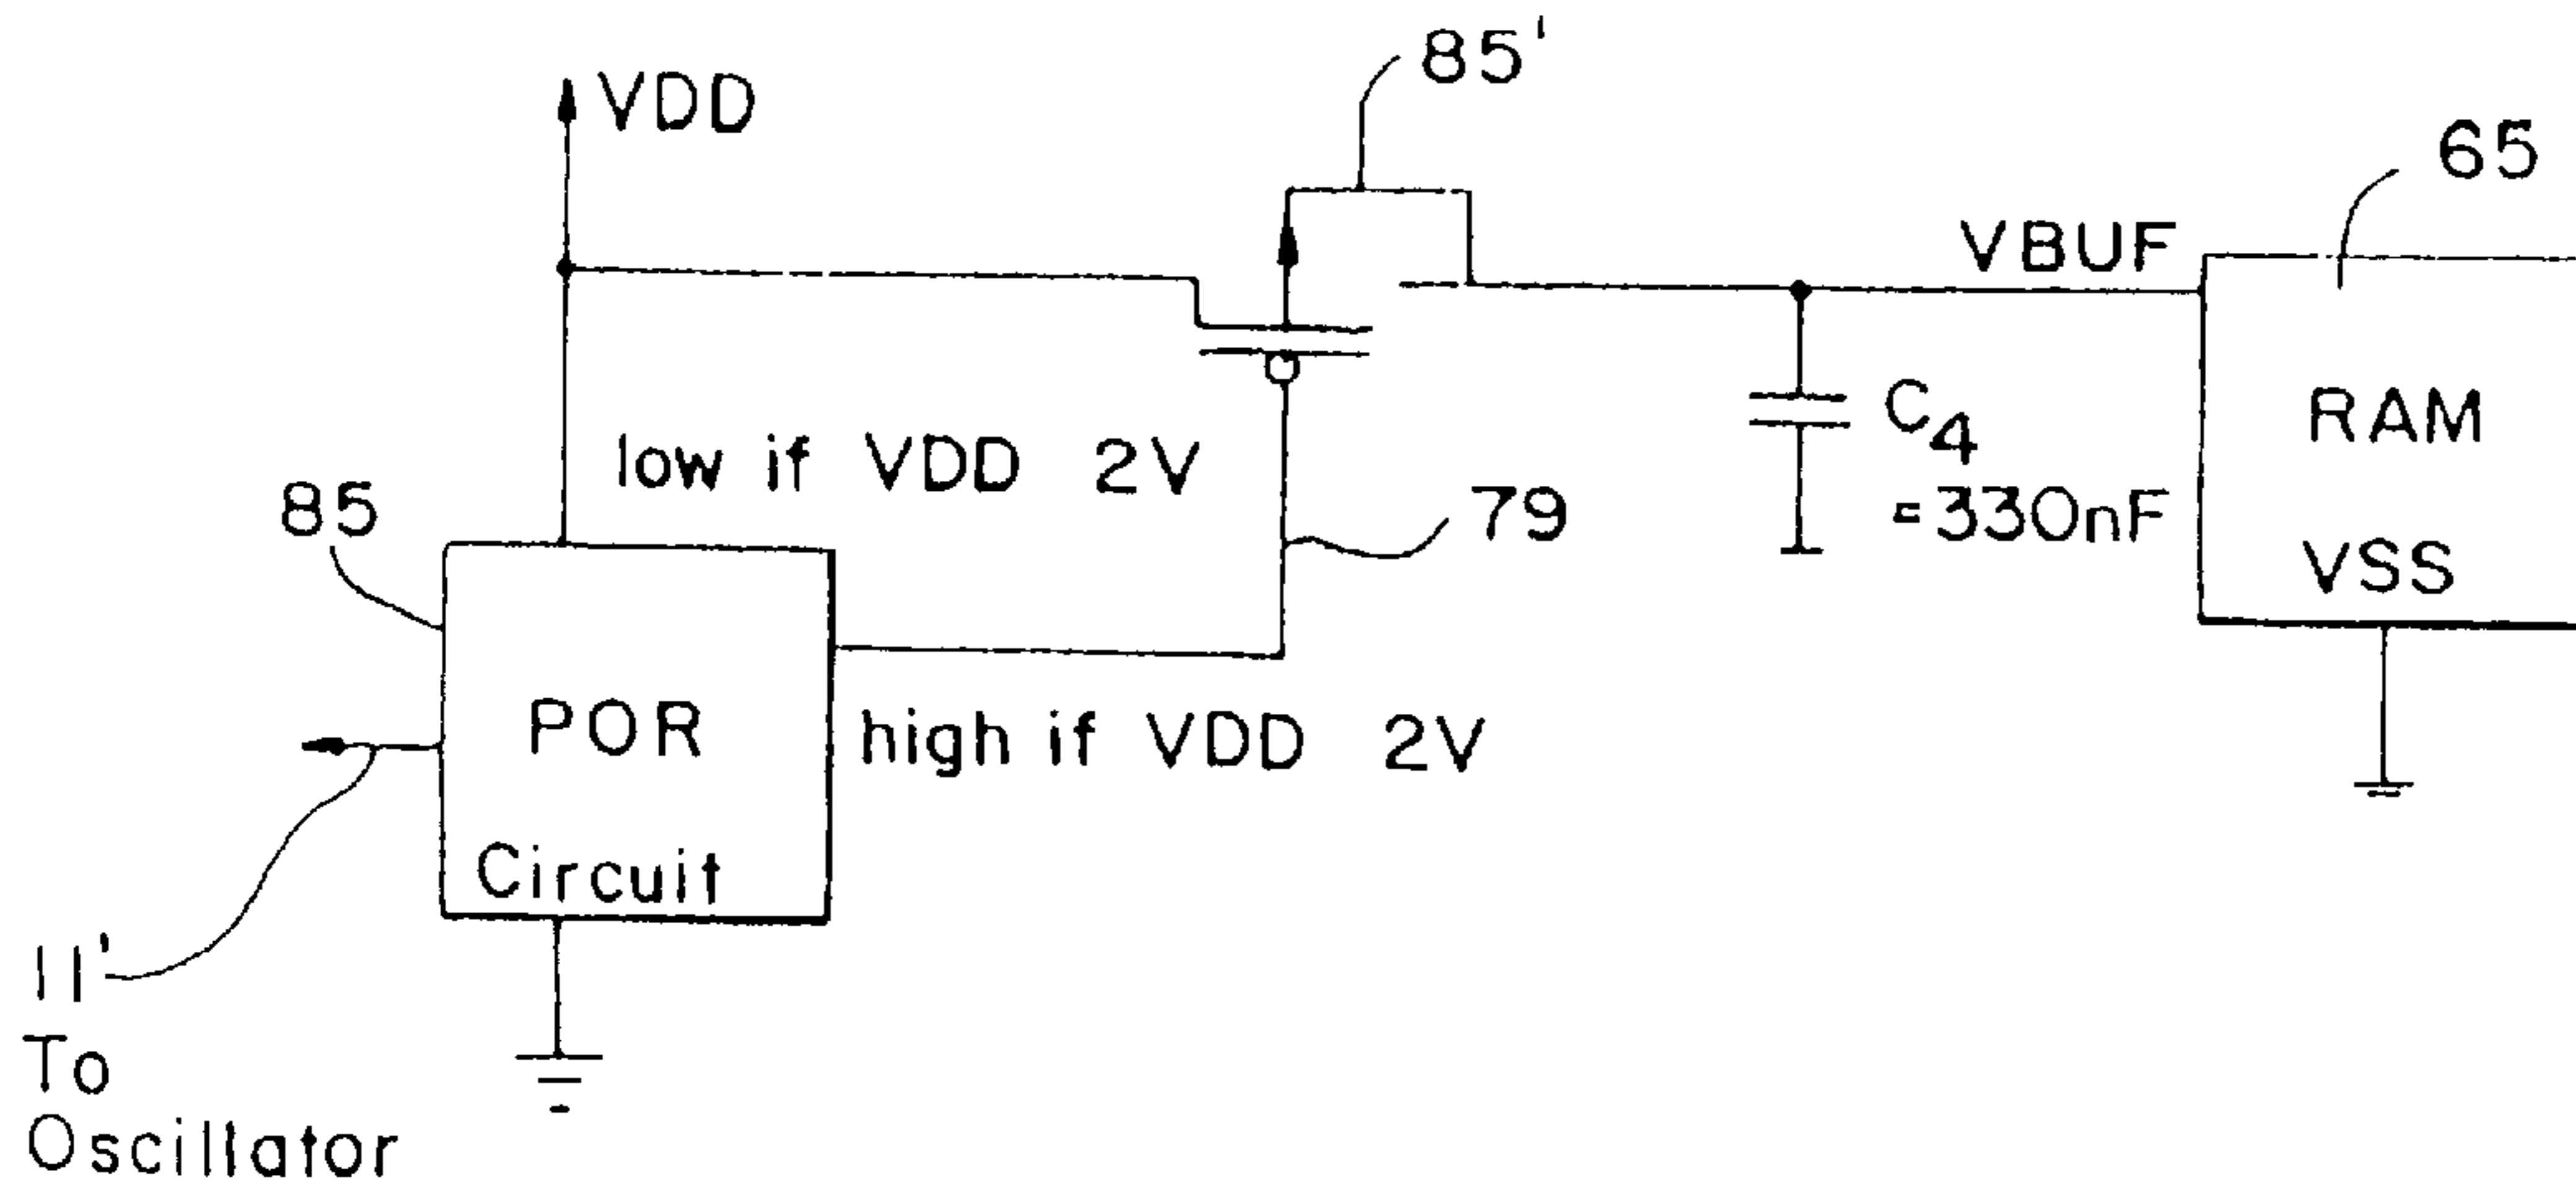 85'
VDD
65
VBUF
C4
=330nF
RAM
VSS
low if VDD 2V
79
85
POR
Circuit
high if VDD 2V
11'
To
Oscillator